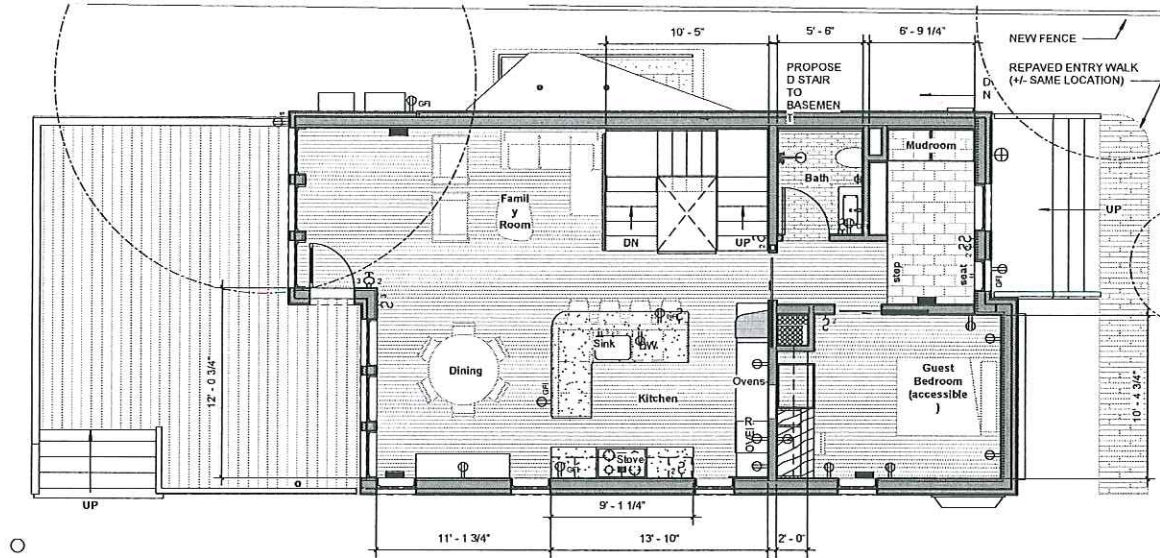 10' - 5"
5' - 6"
6' - 9 1/4"
NEW FENCE
REPAVED ENTRY WALK
(+/- SAME LOCATION)
PROPOSE
D STAIR
TO
BASEMEN
T
D
N
GFI
Mudroom
Bath
Famil
y
Room
DN
UP
UP
stop
seat
GFI
Sink
DW.
Dining
Kitchen
Ovens
Guest
Bedroom
(accessible
)
12' - 0 3/4"
10' - 4 3/4"
GFI
Stove
UP
9' - 1 1/4"
11' - 1 3/4"
13' - 10"
2' - 0"